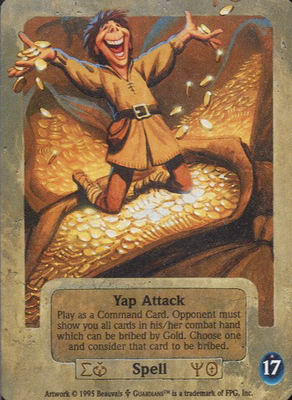 Yap Attack
Play as a Command Card. Opponent must
show you all cards in his/her combat hand
which can be bribed by Gold. Choose one
and consider that card to be bribed.
Spell
17
Artwork © 1995 Beauvais GUARDIANS™ is a trademark of FPG, Inc.